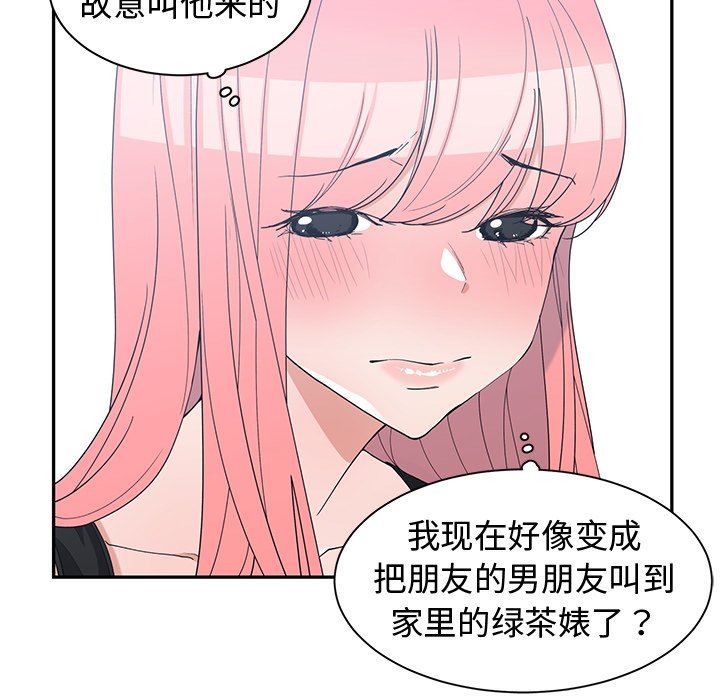 故意叫他来的
我现在好像变成
把朋友的男朋友叫到
家里的绿茶婊了？